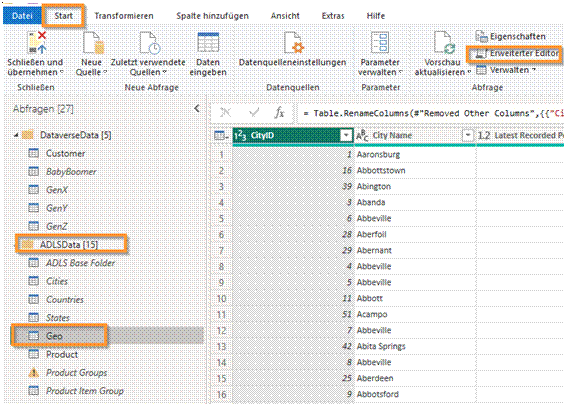 Datei Start Transformieren Spalte hinzufügen Ansicht Extras Hilfe
Schließen und übernehmen
Neue Quelle
Zuletzt verwendete Quellen
Daten eingeben
Datenquelleneinstellungen
Parameter verwalten
Vorschau aktualisieren
Eigenschaften
Erweiterter Editor
Verwalten
Schließen Neue Abfrage Datenquellen Parameter Abfrage
Abfragen [27]
DataverseData [5]
Customer
BabyBoomer
GenX
GenY
GenZ
ADLSData [15]
ADLS Base Folder
Cities
Countries
States
Geo
Product
Product Groups
Product Item Group
= Table.RenameColumns(#"Removed Other Columns",{{"Ci
1 2 3 CityID ABC City Name 1.2 Latest Recorded Po
1 1 Aaronsburg
2 16 Abbottstown
3 39 Abington
4 3 Abanda
5 6 Abbeville
6 28 Aberfoil
7 29 Abernant
8 4 Abbeville
9 5 Abbeville
10 11 Abbott
11 51 Acampo
12 7 Abbeville
13 42 Abita Springs
14 8 Abbeville
15 25 Aberdeen
16 9 Abbotsford